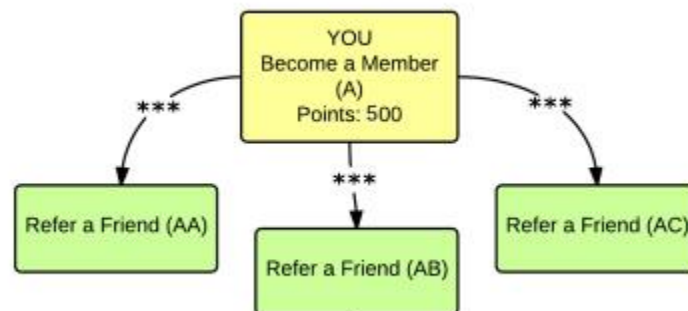 YOU
Become a Member
(A)
Points: 500
***
***
***
Refer a Friend (AA)
Refer a Friend (AB)
Refer a Friend (AC)